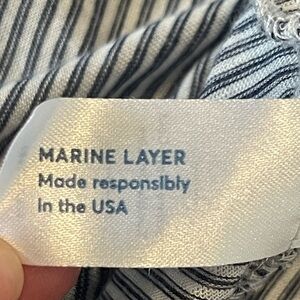 MARINE LAYER
Made responsibly
in the USA